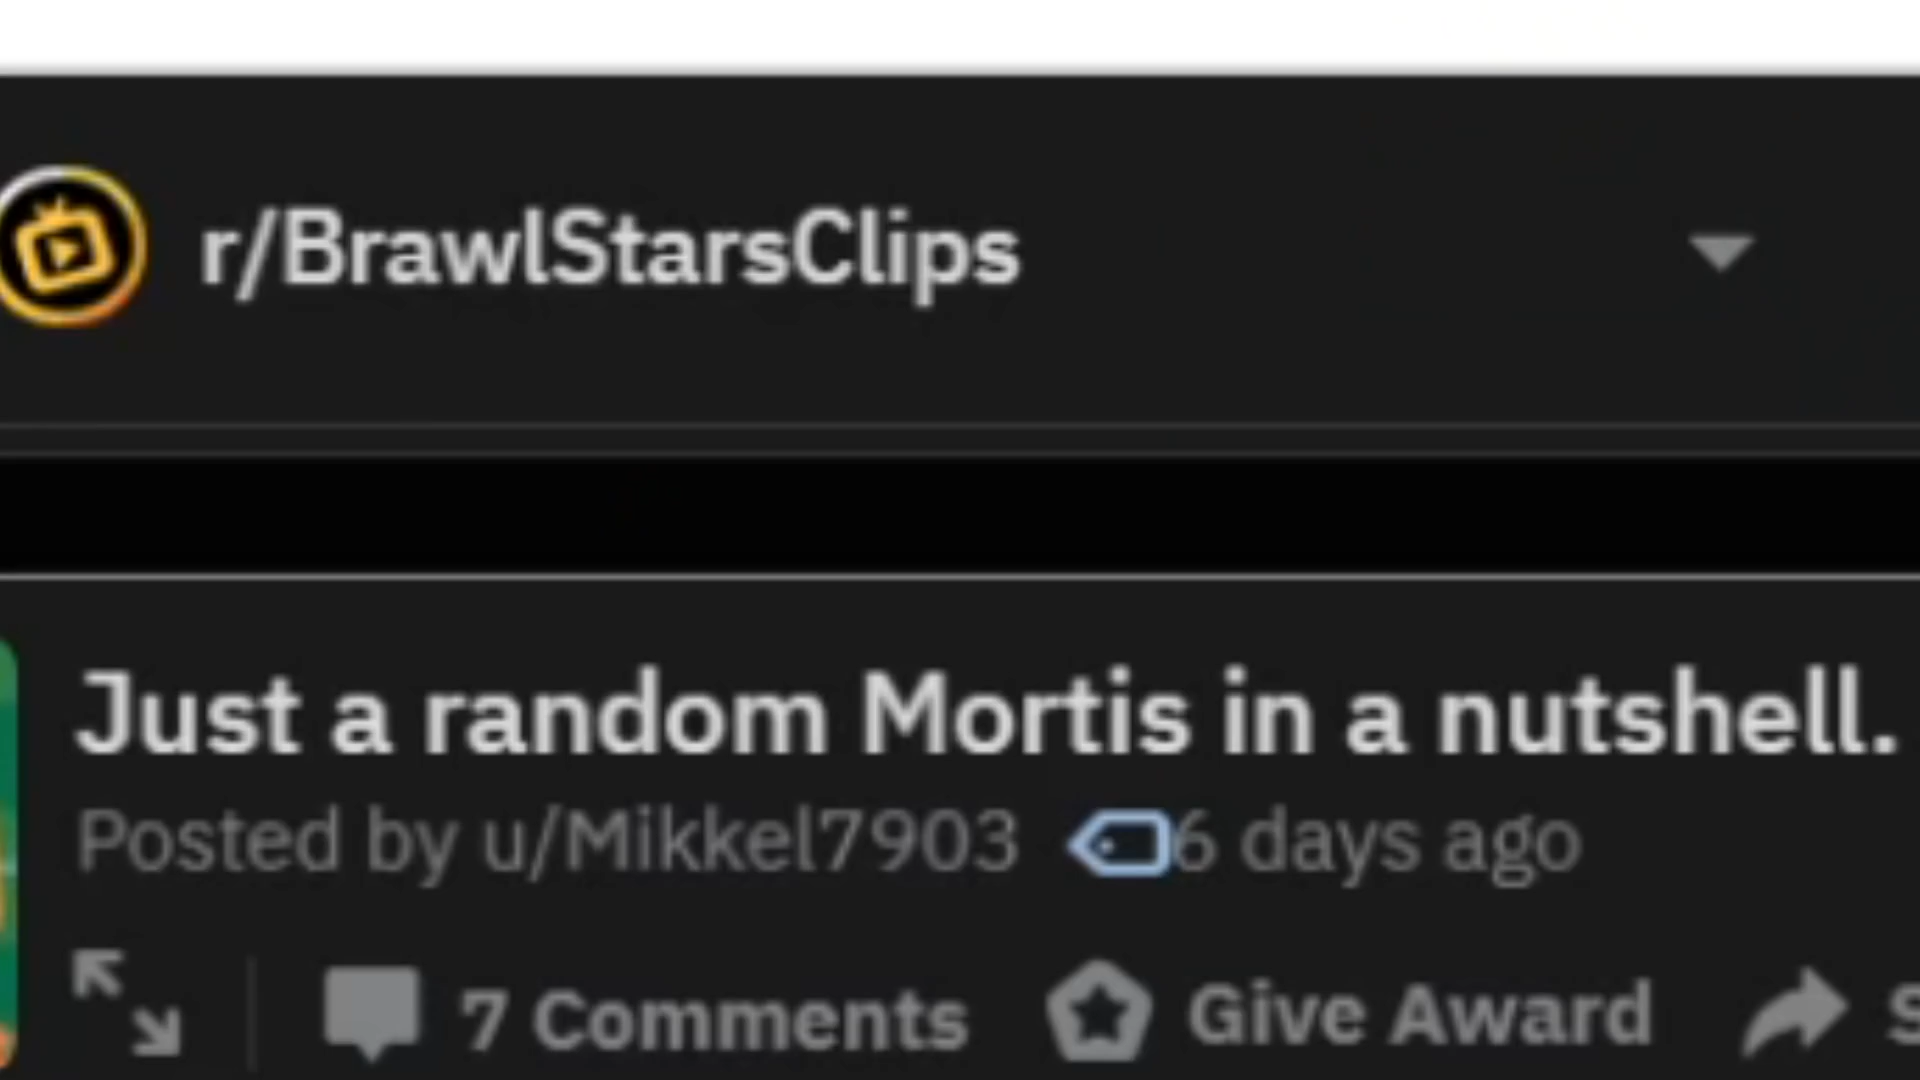 r/BrawlStarsClips
Just a random Mortis in a nutshell.
Posted by u/Mikkel7903 6 days ago
7 Comments Give Award